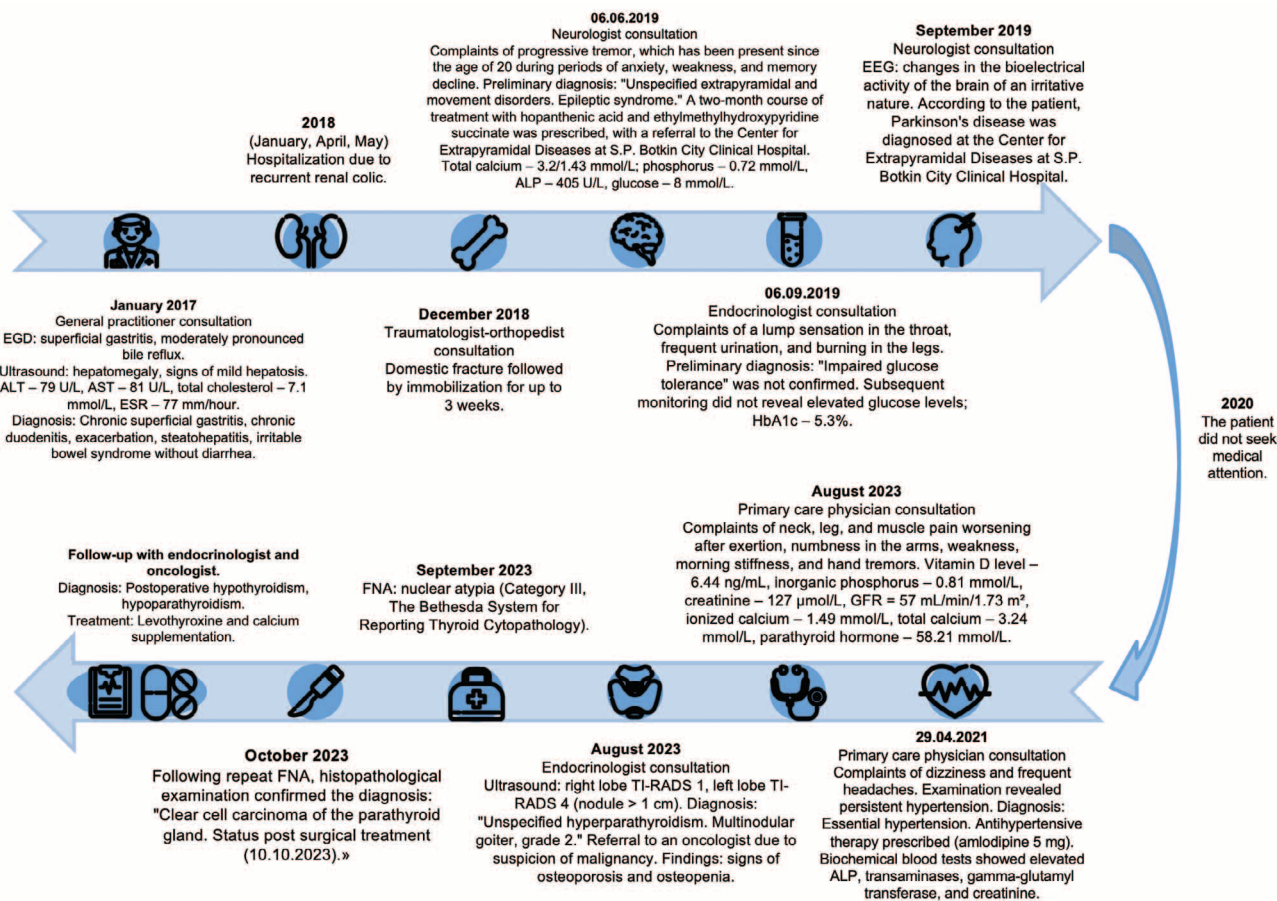 January 2017
General practitioner consultation
EGD: superficial gastritis, moderately pronounced
bile reflux.
Ultrasound: hepatomegaly, signs of mild hepatosis.
ALT – 79 U/L, AST – 81 U/L, total cholesterol – 7.1
mmol/L, ESR – 77 mm/hour.
Diagnosis: Chronic superficial gastritis, chronic
duodenitis, exacerbation, steatohepatitis, irritable
bowel syndrome without diarrhea.
2018
(January, April, May)
Hospitalization due to
recurrent renal colic.
December 2018
Traumatologist-orthopedist
consultation
Domestic fracture followed
by immobilization for up to
3 weeks.
06.06.2019
Neurologist consultation
Complaints of progressive tremor, which has been present since
the age of 20 during periods of anxiety, weakness, and memory
decline. Preliminary diagnosis: "Unspecified extrapyramidal and
movement disorders. Epileptic syndrome." A two-month course of
treatment with hopanthenic acid and ethylmethylhydroxypyridine
succinate was prescribed, with a referral to the Center for
Extrapyramidal Diseases at S.P. Botkin City Clinical Hospital.
Total calcium – 3.2/1.43 mmol/L; phosphorus – 0.72 mmol/L,
ALP – 405 U/L, glucose – 8 mmol/L.
06.09.2019
Endocrinologist consultation
Complaints of a lump sensation in the throat,
frequent urination, and burning in the legs.
Preliminary diagnosis: "Impaired glucose
tolerance" was not confirmed. Subsequent
monitoring did not reveal elevated glucose levels;
HbA1c – 5.3%.
September 2019
Neurologist consultation
EEG: changes in the bioelectrical
activity of the brain of an irritative
nature. According to the patient,
Parkinson's disease was
diagnosed at the Center for
Extrapyramidal Diseases at S.P.
Botkin City Clinical Hospital.
2020
The patient
did not seek
medical
attention.
29.04.2021
Primary care physician consultation
Complaints of dizziness and frequent
headaches. Examination revealed
persistent hypertension. Diagnosis:
Essential hypertension. Antihypertensive
therapy prescribed (amlodipine 5 mg).
Biochemical blood tests showed elevated
ALP, transaminases, gamma-glutamyl
transferase, and creatinine.
August 2023
Primary care physician consultation
Complaints of neck, leg, and muscle pain worsening
after exertion, numbness in the arms, weakness,
morning stiffness, and hand tremors. Vitamin D level –
6.44 ng/mL, inorganic phosphorus – 0.81 mmol/L,
creatinine – 127 μmol/L, GFR = 57 mL/min/1.73 m²,
ionized calcium – 1.49 mmol/L, total calcium – 3.24
mmol/L, parathyroid hormone – 58.21 mmol/L.
August 2023
Endocrinologist consultation
Ultrasound: right lobe TI-RADS 1, left lobe TI-
RADS 4 (nodule > 1 cm). Diagnosis:
"Unspecified hyperparathyroidism. Multinodular
goiter, grade 2." Referral to an oncologist due to
suspicion of malignancy. Findings: signs of
osteoporosis and osteopenia.
September 2023
FNA: nuclear atypia (Category III,
The Bethesda System for
Reporting Thyroid Cytopathology).
October 2023
Following repeat FNA, histopathological
examination confirmed the diagnosis:
"Clear cell carcinoma of the parathyroid
gland. Status post surgical treatment
(10.10.2023).»
Follow-up with endocrinologist and
oncologist.
Diagnosis: Postoperative hypothyroidism,
hypoparathyroidism.
Treatment: Levothyroxine and calcium
supplementation.